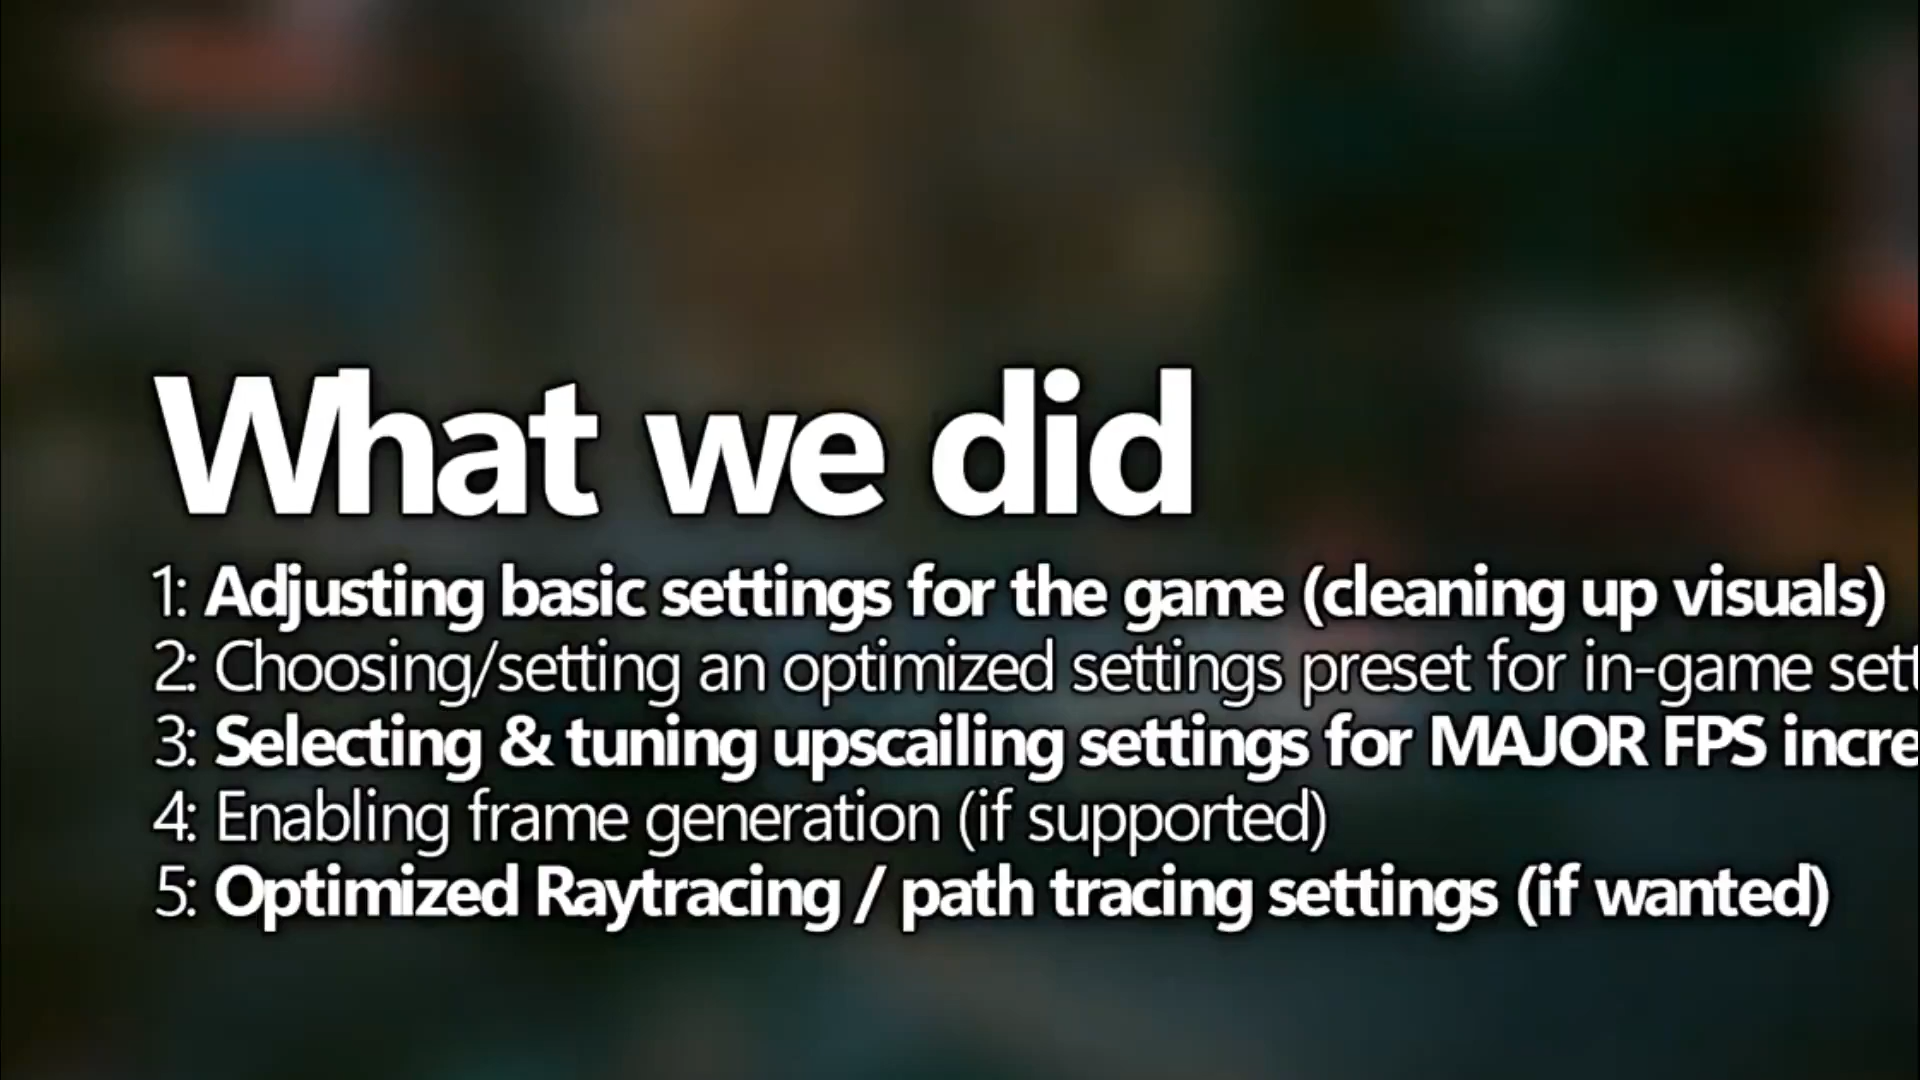 What we did
1: Adjusting basic settings for the game (cleaning up visuals)
2: Choosing/setting an optimized settings preset for in-game sett
3: Selecting & tuning upscailing settings for MAJOR FPS incre
4: Enabling frame generation (if supported)
5: Optimized Raytracing / path tracing settings (if wanted)